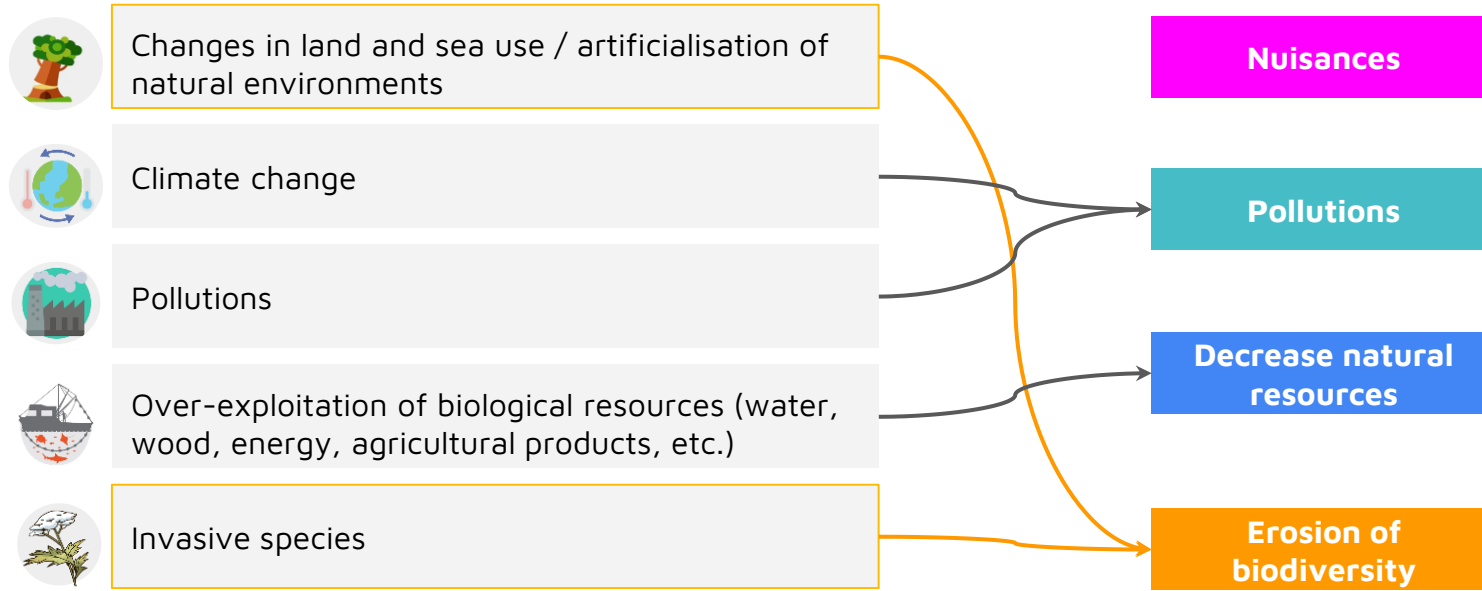 Changes in land and sea use / artificialisation of
natural environments
Climate change
Pollutions
Over-exploitation of biological resources (water,
wood, energy, agricultural products, etc.)
Invasive species
Nuisances
Pollutions
Decrease natural
resources
Erosion of
biodiversity